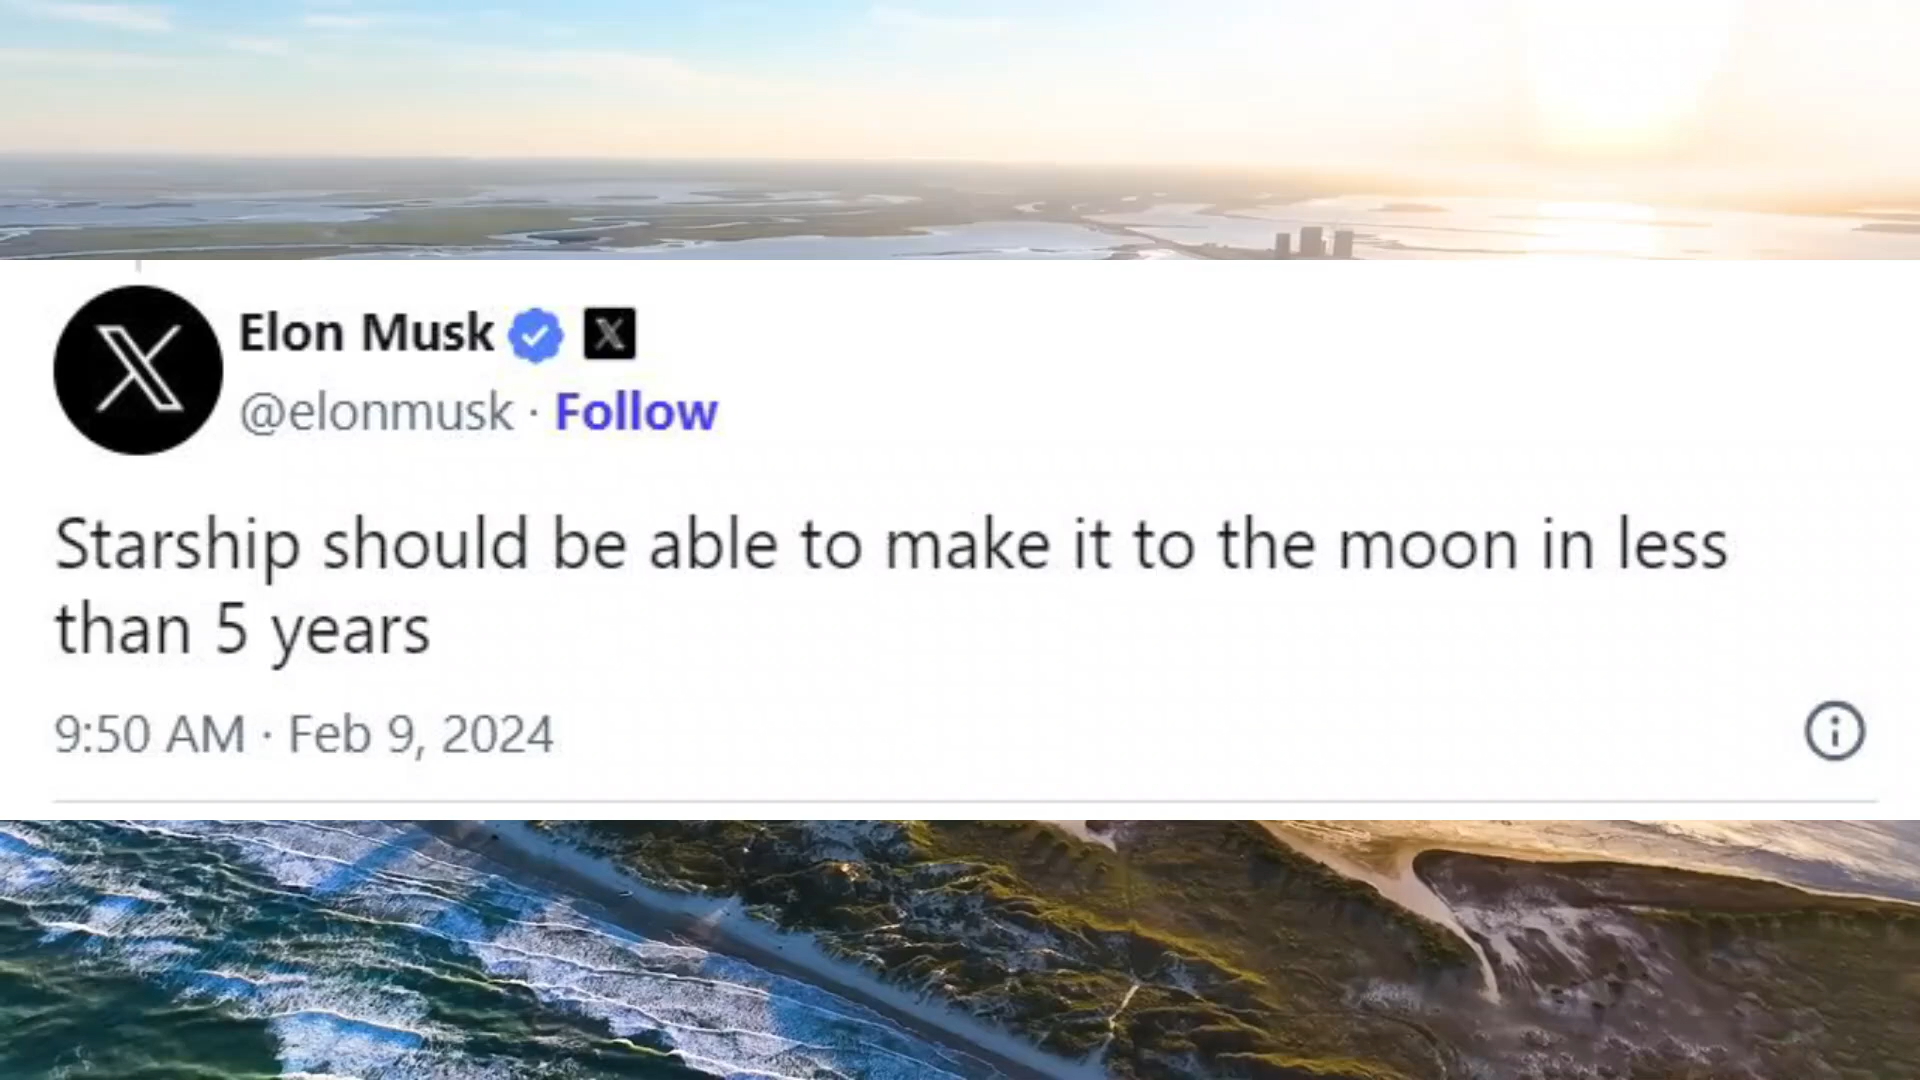 Elon Musk
@elonmusk · Follow
Starship should be able to make it to the moon in less
than 5 years
9:50 AM · Feb 9, 2024